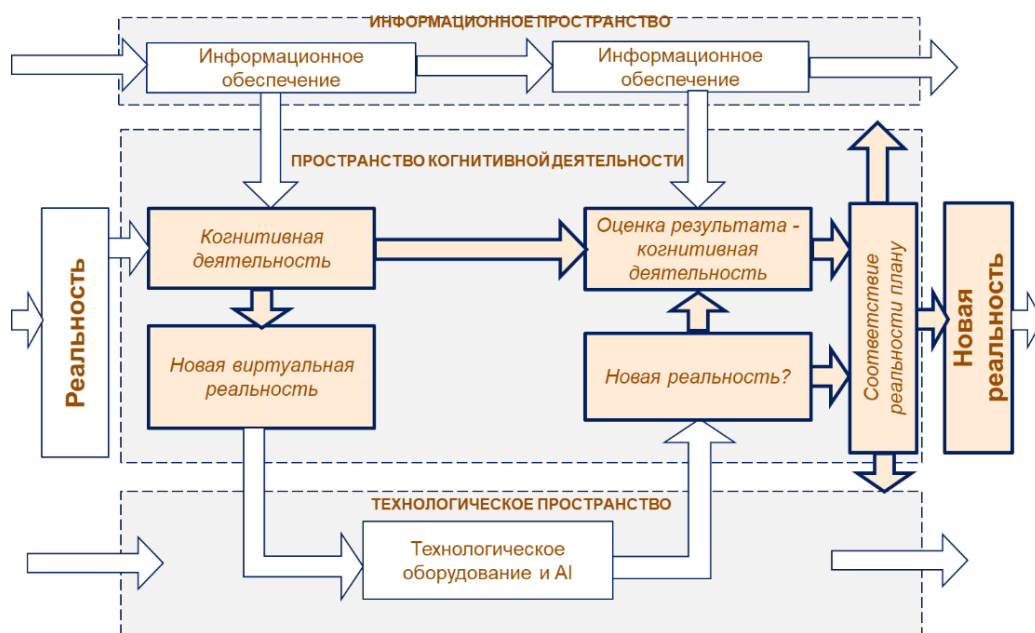 ИНФОРМАЦИОННОЕ ПРОСТРАНСТВО
Информационное
обеспечение
Информационное
обеспечение
ПРОСТРАНСТВО КОГНИТИВНОЙ ДЕЯТЕЛЬНОСТИ
Реальность
Когнитивная
деятельность
Оценка результата -
когнитивная
деятельность
Новая виртуальная
реальность
Новая реальность?
Соответствие
реальности плану
Новая
реальность
ТЕХНОЛОГИЧЕСКОЕ ПРОСТРАНСТВО
Технологическое
оборудование и AI